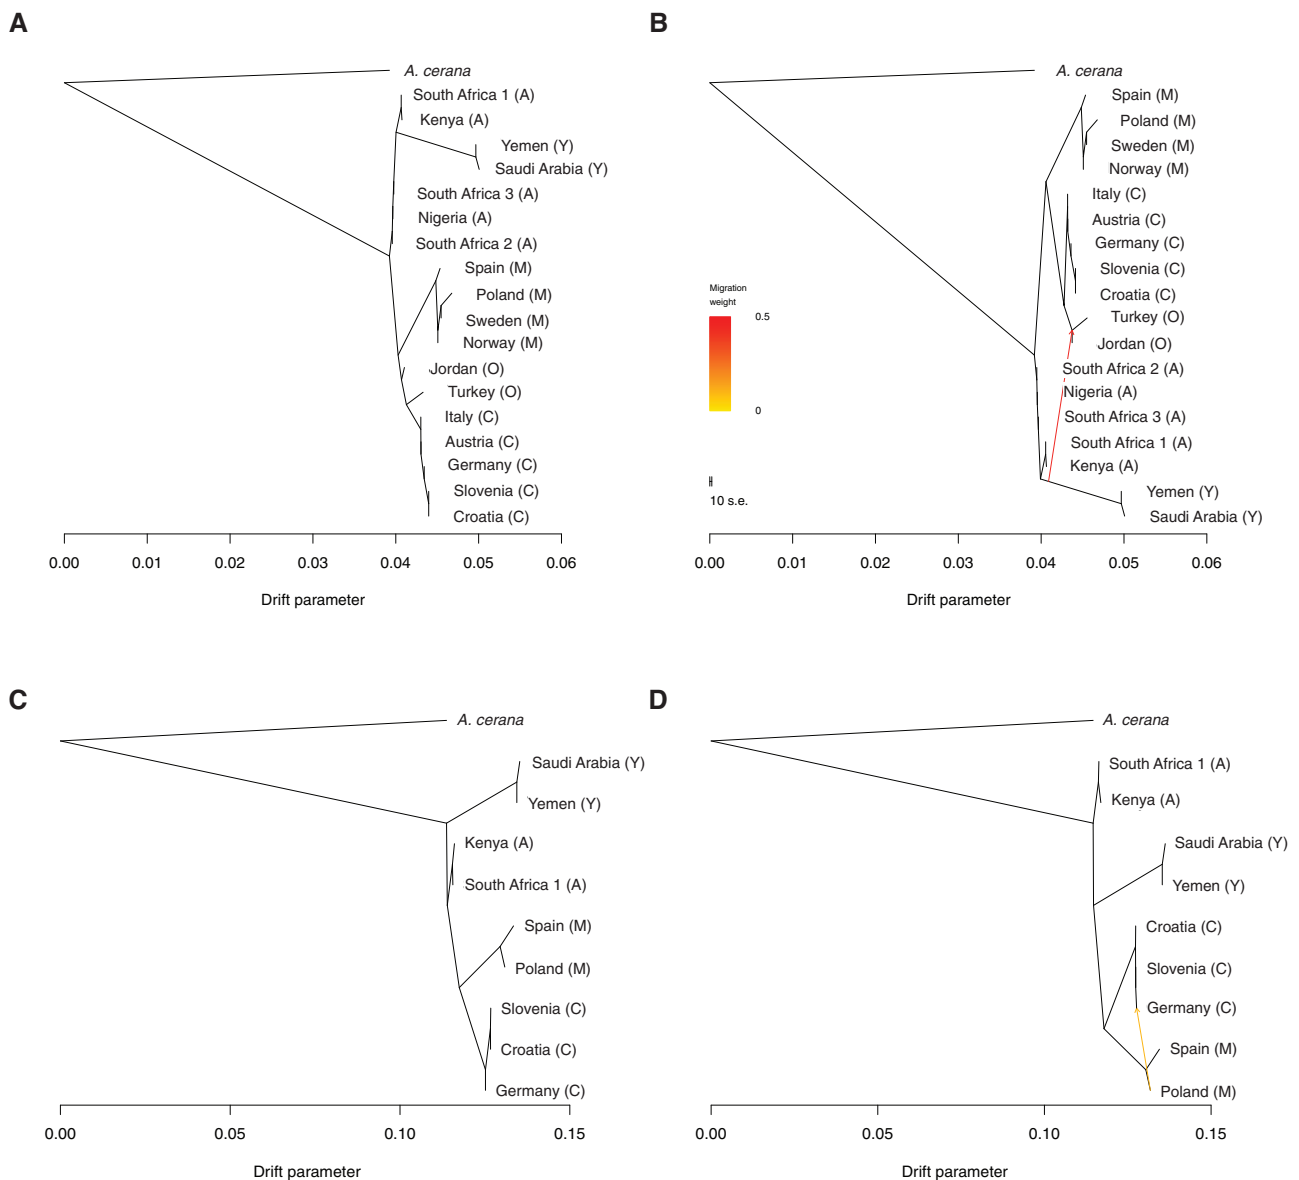 A
A. cerana
South Africa 1 (A)
Kenya (A)
Yemen (Y)
Saudi Arabia (Y)
South Africa 3 (A)
Nigeria (A)
South Africa 2 (A)
Spain (M)
Poland (M)
Sweden (M)
Norway (M)
Jordan (O)
Turkey (O)
Italy (C)
Austria (C)
Germany (C)
Slovenia (C)
Croatia (C)
0.00 0.01 0.02 0.03 0.04 0.05 0.06
Drift parameter
B
A. cerana
Spain (M)
Poland (M)
Sweden (M)
Norway (M)
Italy (C)
Austria (C)
Germany (C)
Slovenia (C)
Croatia (C)
Turkey (O)
Jordan (O)
South Africa 2 (A)
Nigeria (A)
South Africa 3 (A)
South Africa 1 (A)
Kenya (A)
Yemen (Y)
Saudi Arabia (Y)
Migration
weight
0.5
0
10 s.e.
0.00 0.01 0.02 0.03 0.04 0.05 0.06
Drift parameter
C
A. cerana
Saudi Arabia (Y)
Yemen (Y)
Kenya (A)
South Africa 1 (A)
Spain (M)
Poland (M)
Slovenia (C)
Croatia (C)
Germany (C)
0.00 0.05 0.10 0.15
Drift parameter
D
A. cerana
South Africa 1 (A)
Kenya (A)
Saudi Arabia (Y)
Yemen (Y)
Croatia (C)
Slovenia (C)
Germany (C)
Spain (M)
Poland (M)
0.00 0.05 0.10 0.15
Drift parameter